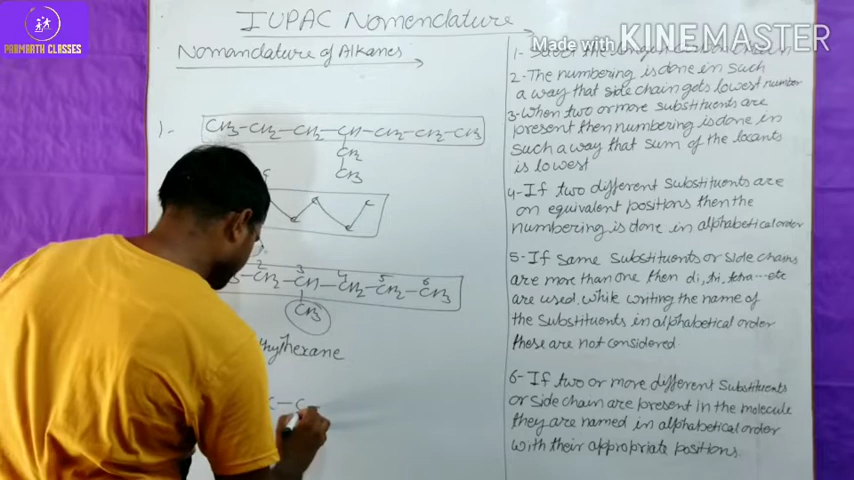 PARMARTH CLASSES
IUPAC Nomenclature
Made with KINEMASTER
Nomanclature of Alkanes
1- Select the longest
2- The numbering is done in such
a way that side chain gets lowest number
3- When two or more substituents are
present then numbering is done in
such a way that sum of the locants
is lowest
4- If two different substituents are
on equivalent positions then the
numbering is done in alphabetical order
5- If same substituents or side chains
are more than one then di, tri, tetra...etc
are used, while writing the name of
the substituents in alphabetical order
these are not considered.
6- If two or more different substituents
or side chain are present in the molecule
they are named in alphabetical order
with their appropriate positions.
1.- CH3-CH2-CH2-CH-CH2-CH2-CH3
CH2
CH3
2 3 4 5 6
CH2-CH-CH2-CH2-CH3
CH3
hylhexane
C-C-